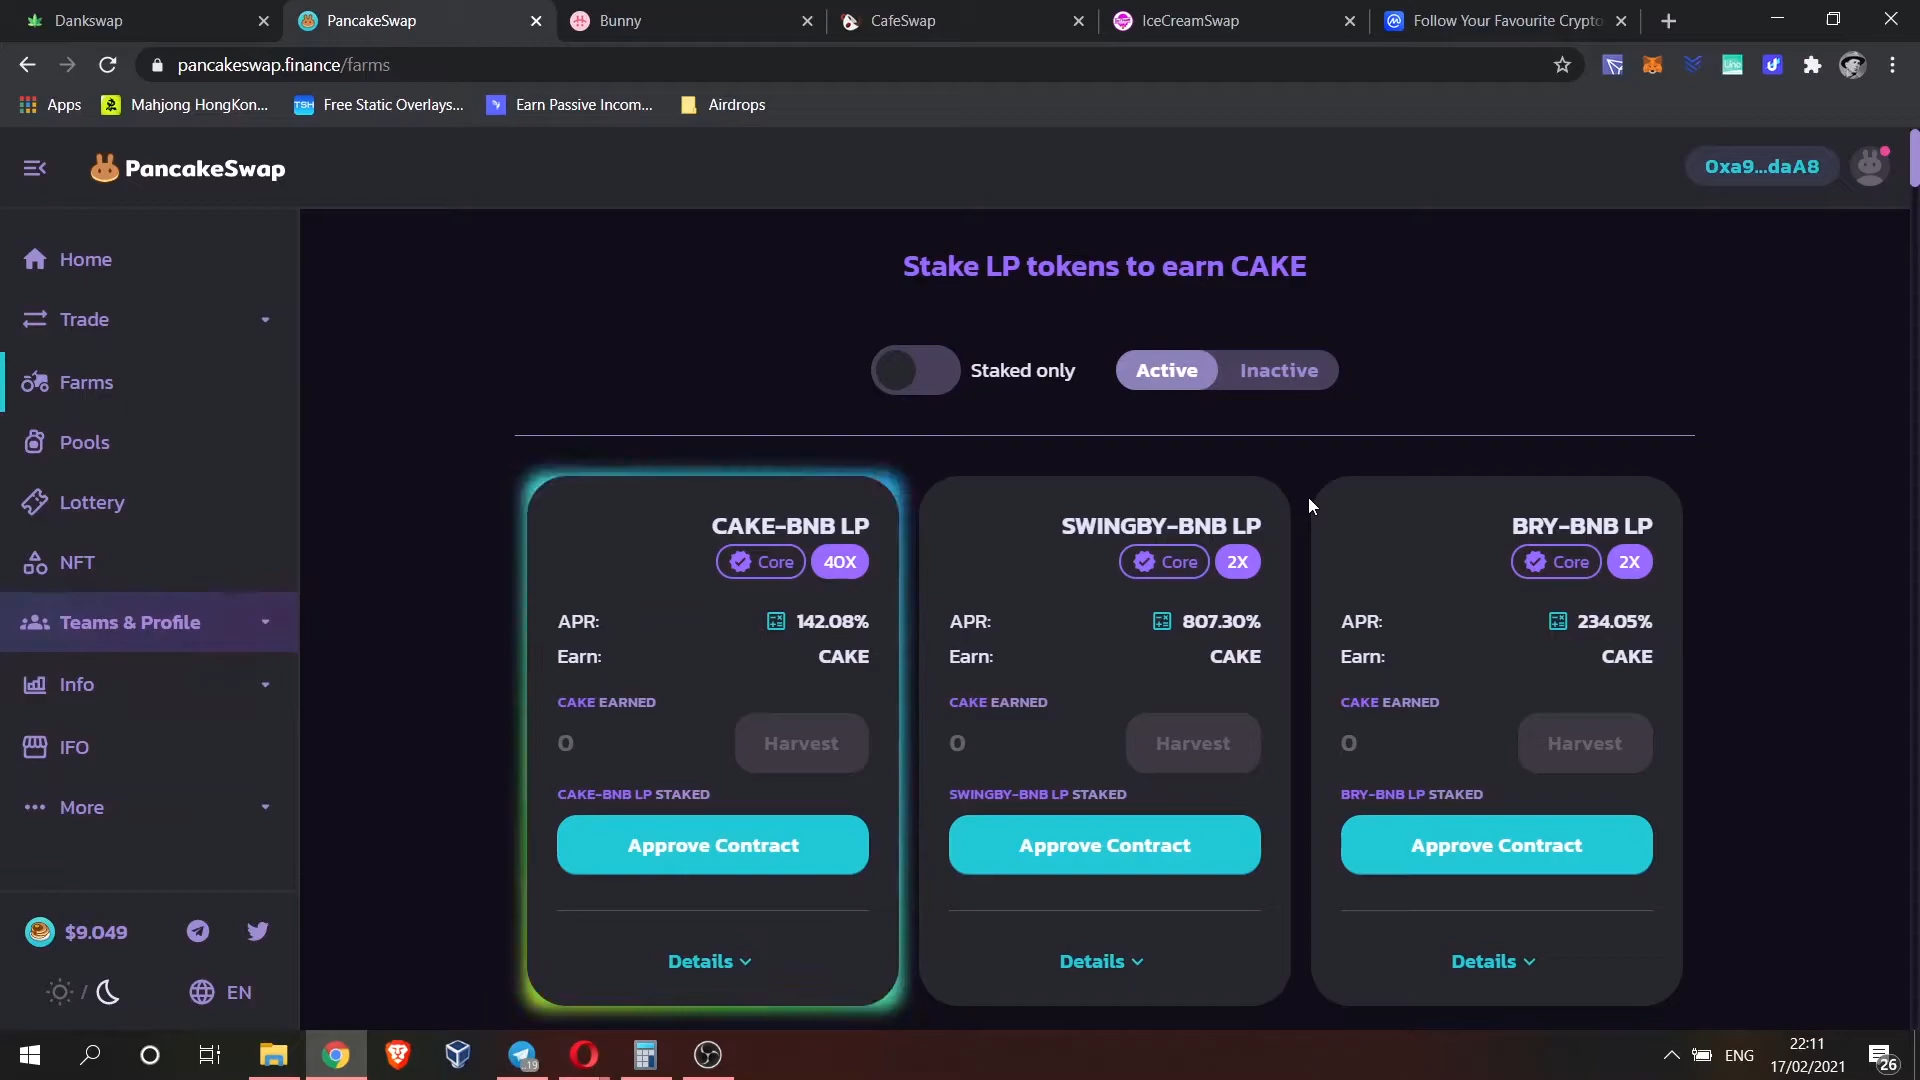 Dankswap
PancakeSwap
Bunny
CafeSwap
IceCreamSwap
Follow Your Favourite Crypto
pancakeswap.finance/farms
Apps
Mahjong HongKon...
Free Static Overlays...
Earn Passive Incom...
Airdrops
PancakeSwap
0xa9...daA8
Home
Trade
Farms
Pools
Lottery
NFT
Teams & Profile
Info
IFO
More
$9.049
/
EN
Stake LP tokens to earn CAKE
Staked only
Active
Inactive
CAKE-BNB LP
Core
40X
APR:
142.08%
Earn:
CAKE
CAKE EARNED
0
Harvest
CAKE-BNB LP STAKED
Approve Contract
Details
SWINGBY-BNB LP
Core
2X
APR:
807.30%
Earn:
CAKE
CAKE EARNED
0
Harvest
SWINGBY-BNB LP STAKED
Approve Contract
Details
BRY-BNB LP
Core
2X
APR:
234.05%
Earn:
CAKE
CAKE EARNED
0
Harvest
BRY-BNB LP STAKED
Approve Contract
Details
ENG
22:11
17/02/2021
26